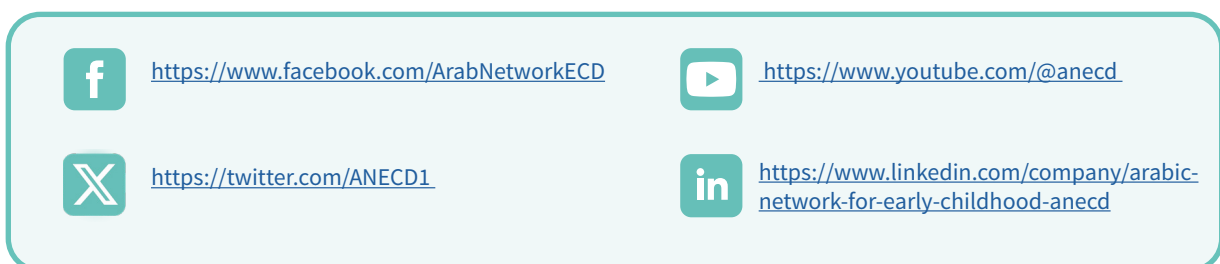 https://www.facebook.com/ArabNetworkECD
https://www.youtube.com/@anecd
https://twitter.com/ANECD1
https://www.linkedin.com/company/arabic-
network-for-early-childhood-anecd